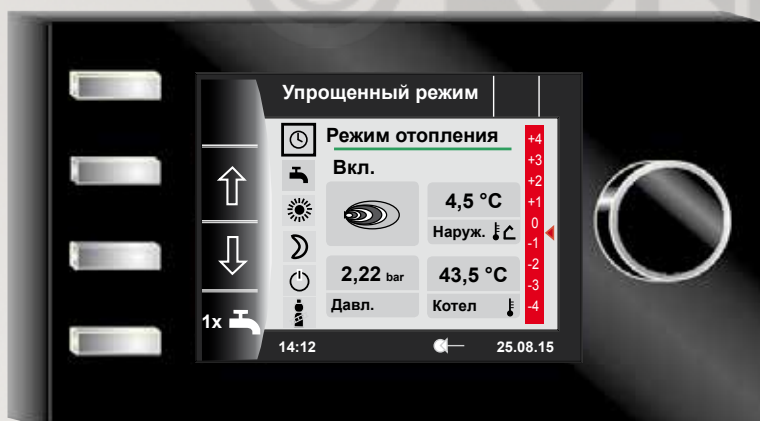 Упрощенный режим
Режим отопления
Вкл.
4,5 °C
Наруж.
2,22 bar
43,5 °C
Давл.
Котел
+4
+3
+2
+1
0
-1
-2
-3
-4
1x
14:12
25.08.15